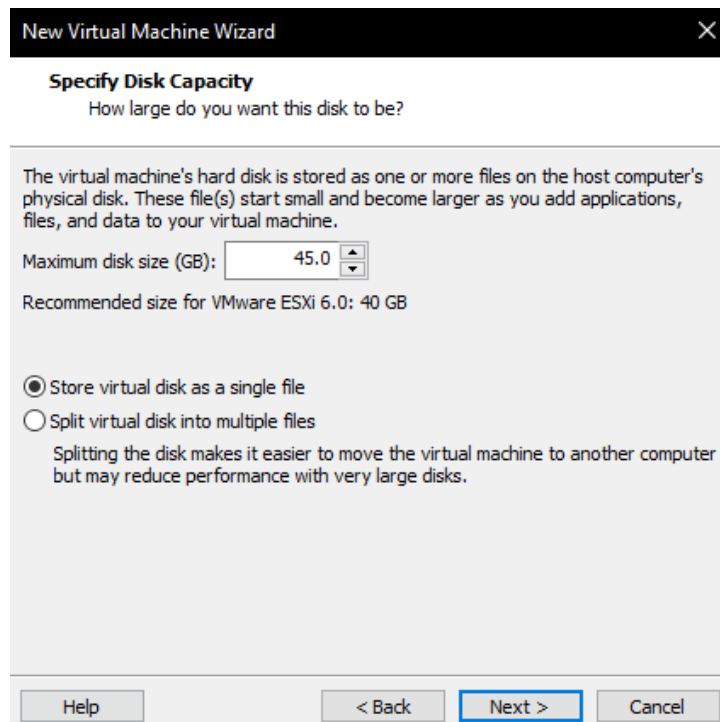 New Virtual Machine Wizard
Specify Disk Capacity
How large do you want this disk to be?
The virtual machine's hard disk is stored as one or more files on the host computer's
physical disk. These file(s) start small and become larger as you add applications,
files, and data to your virtual machine.
Maximum disk size (GB): 45.0
Recommended size for VMware ESXi 6.0: 40 GB
Store virtual disk as a single file
Split virtual disk into multiple files
Splitting the disk makes it easier to move the virtual machine to another computer
but may reduce performance with very large disks.
Help < Back Next > Cancel